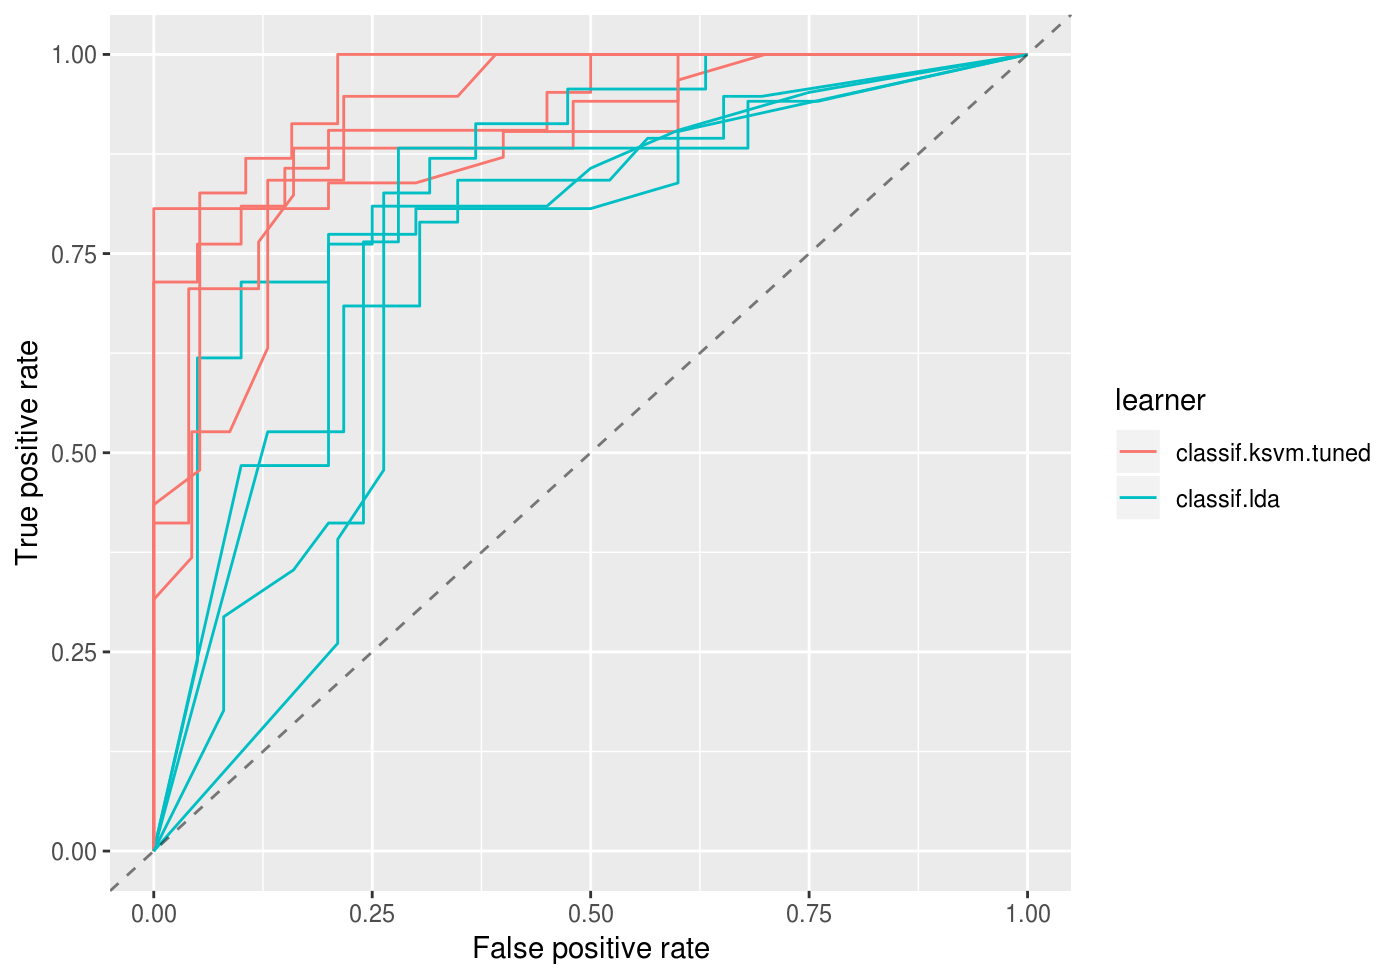 1.00
0.75
0.50
0.25
0.00
True positive rate
0.00 0.25 0.50 0.75 1.00
False positive rate
learner
classif.ksvm.tuned
classif.lda